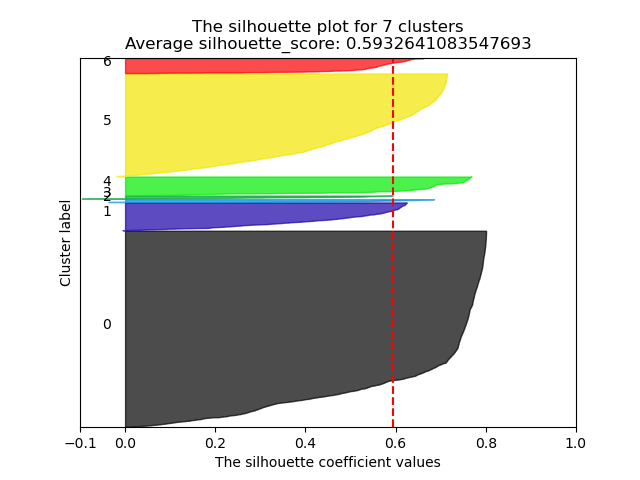 The silhouette plot for 7 clusters
Average silhouette_score: 0.5932641083547693
6
5
4
3
2
1
0
Cluster label
−0.1 0.0 0.2 0.4 0.6 0.8 1.0
The silhouette coefficient values